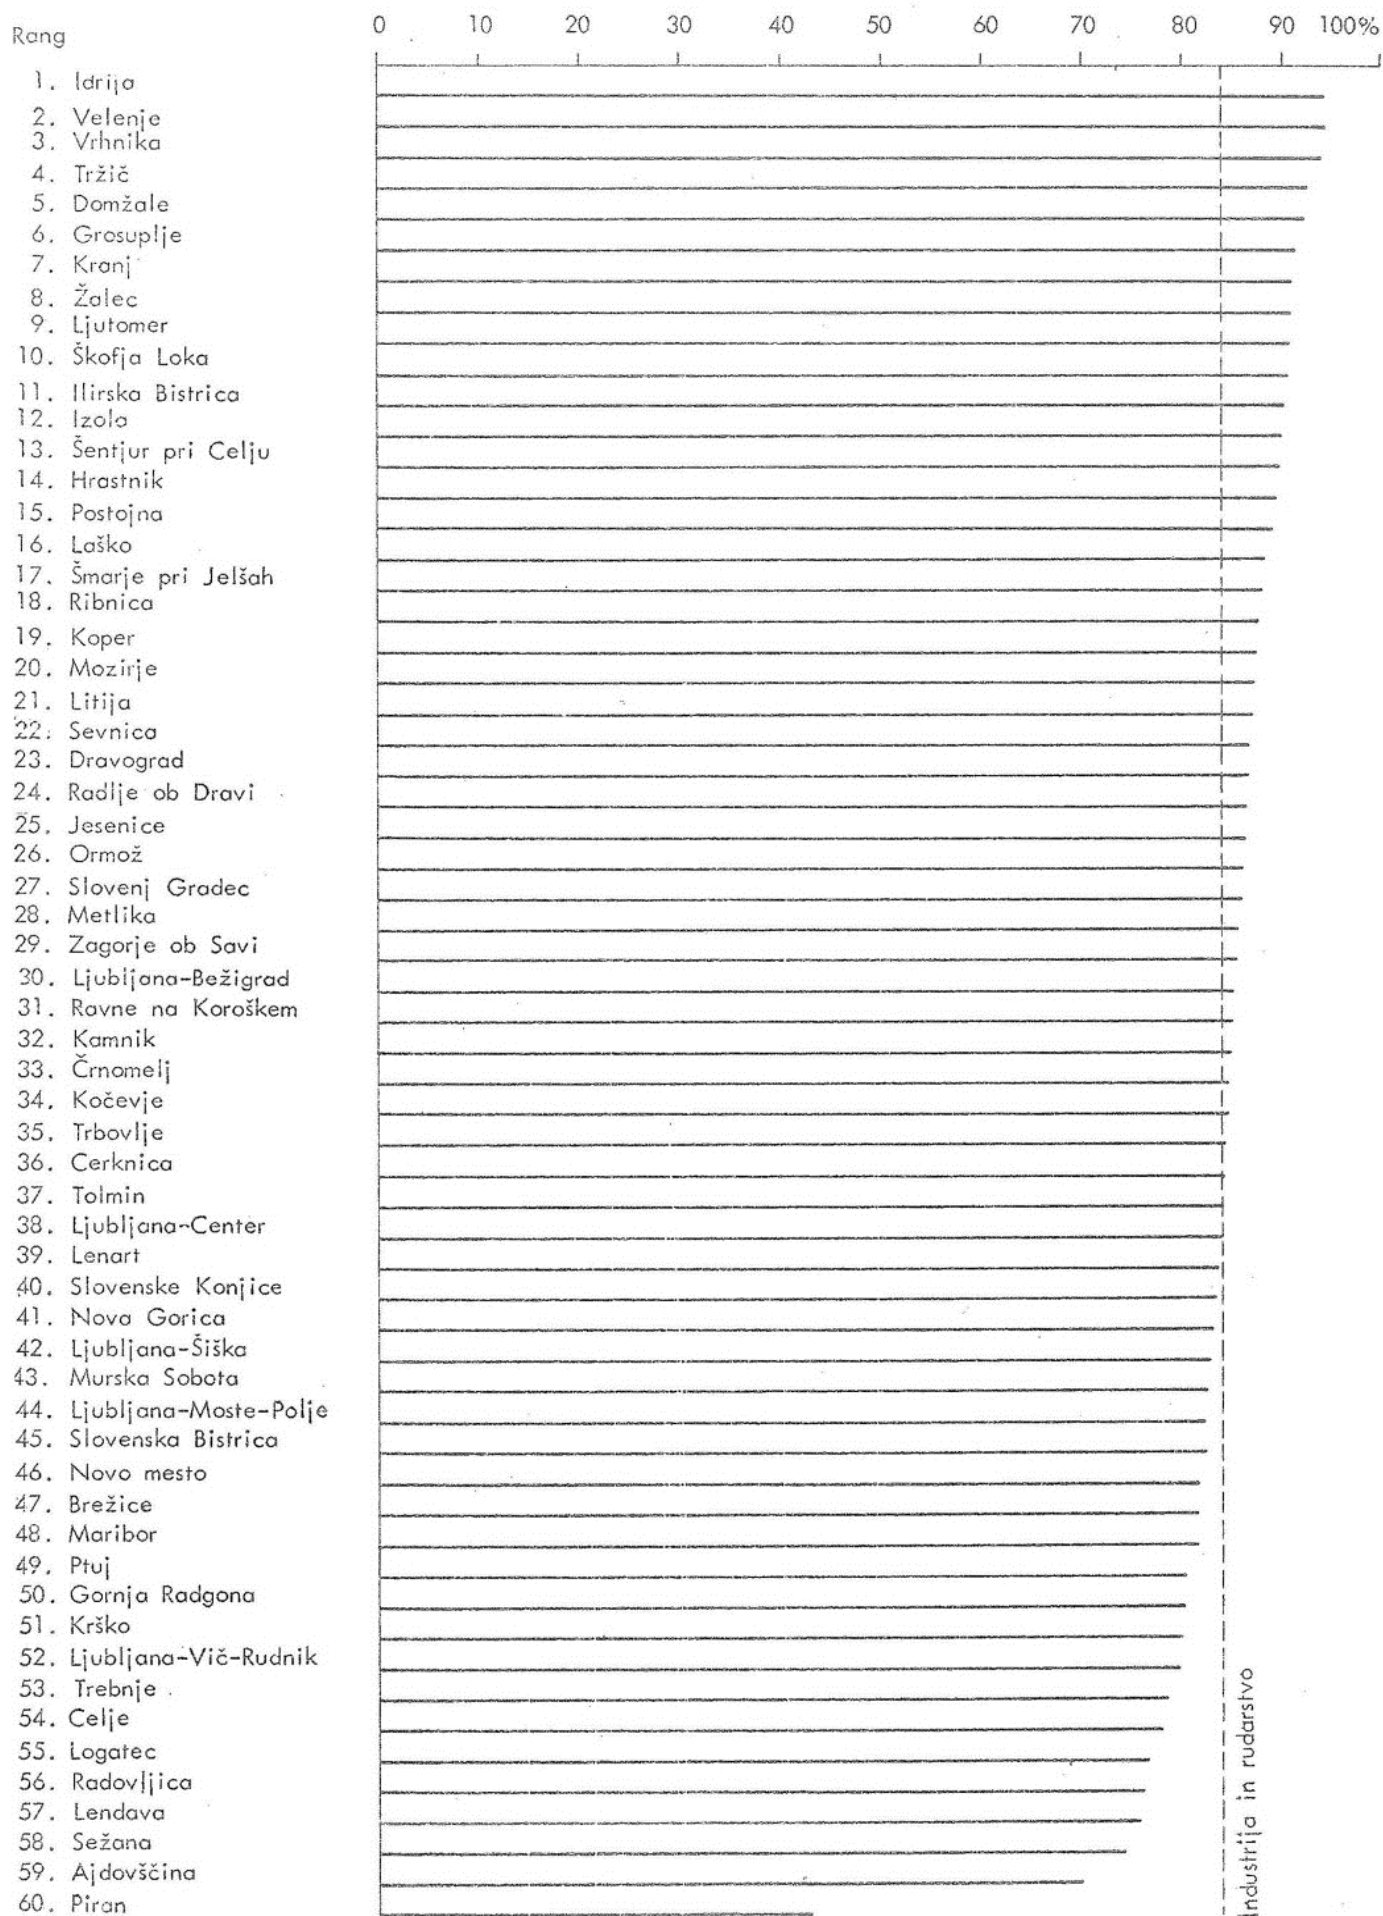 Rang 0 10 20 30 40 50 60 70 80 90 100%
1. Idrija
2. Velenje
3. Vrhnika
4. Tržič
5. Domžale
6. Grosuplje
7. Kranj
8. Žalec
9. Ljutomer
10. Škofja Loka
11. Ilirska Bistrica
12. Izola
13. Šentjur pri Celju
14. Hrastnik
15. Postojna
16. Laško
17. Šmarje pri Jelšah
18. Ribnica
19. Koper
20. Mozirje
21. Litija
22. Sevnica
23. Dravograd
24. Radlje ob Dravi
25. Jesenice
26. Ormož
27. Slovenj Gradec
28. Metlika
29. Zagorje ob Savi
30. Ljubljana-Bežigrad
31. Ravne na Koroškem
32. Kamnik
33. Črnomelj
34. Kočevje
35. Trbovlje
36. Cerknica
37. Tolmin
38. Ljubljana-Center
39. Lenart
40. Slovenske Konjice
41. Nova Gorica
42. Ljubljana-Šiška
43. Murska Sobota
44. Ljubljana-Moste-Polje
45. Slovenska Bistrica
46. Novo mesto
47. Brežice
48. Maribor
49. Ptuj
50. Gornja Radgona
51. Krško
52. Ljubljana-Vič-Rudnik
53. Trebnje
54. Celje
55. Logatec
56. Radovljica
57. Lendava
58. Sežana
59. Ajdovščina
60. Piran
Industrija in rudarstvo